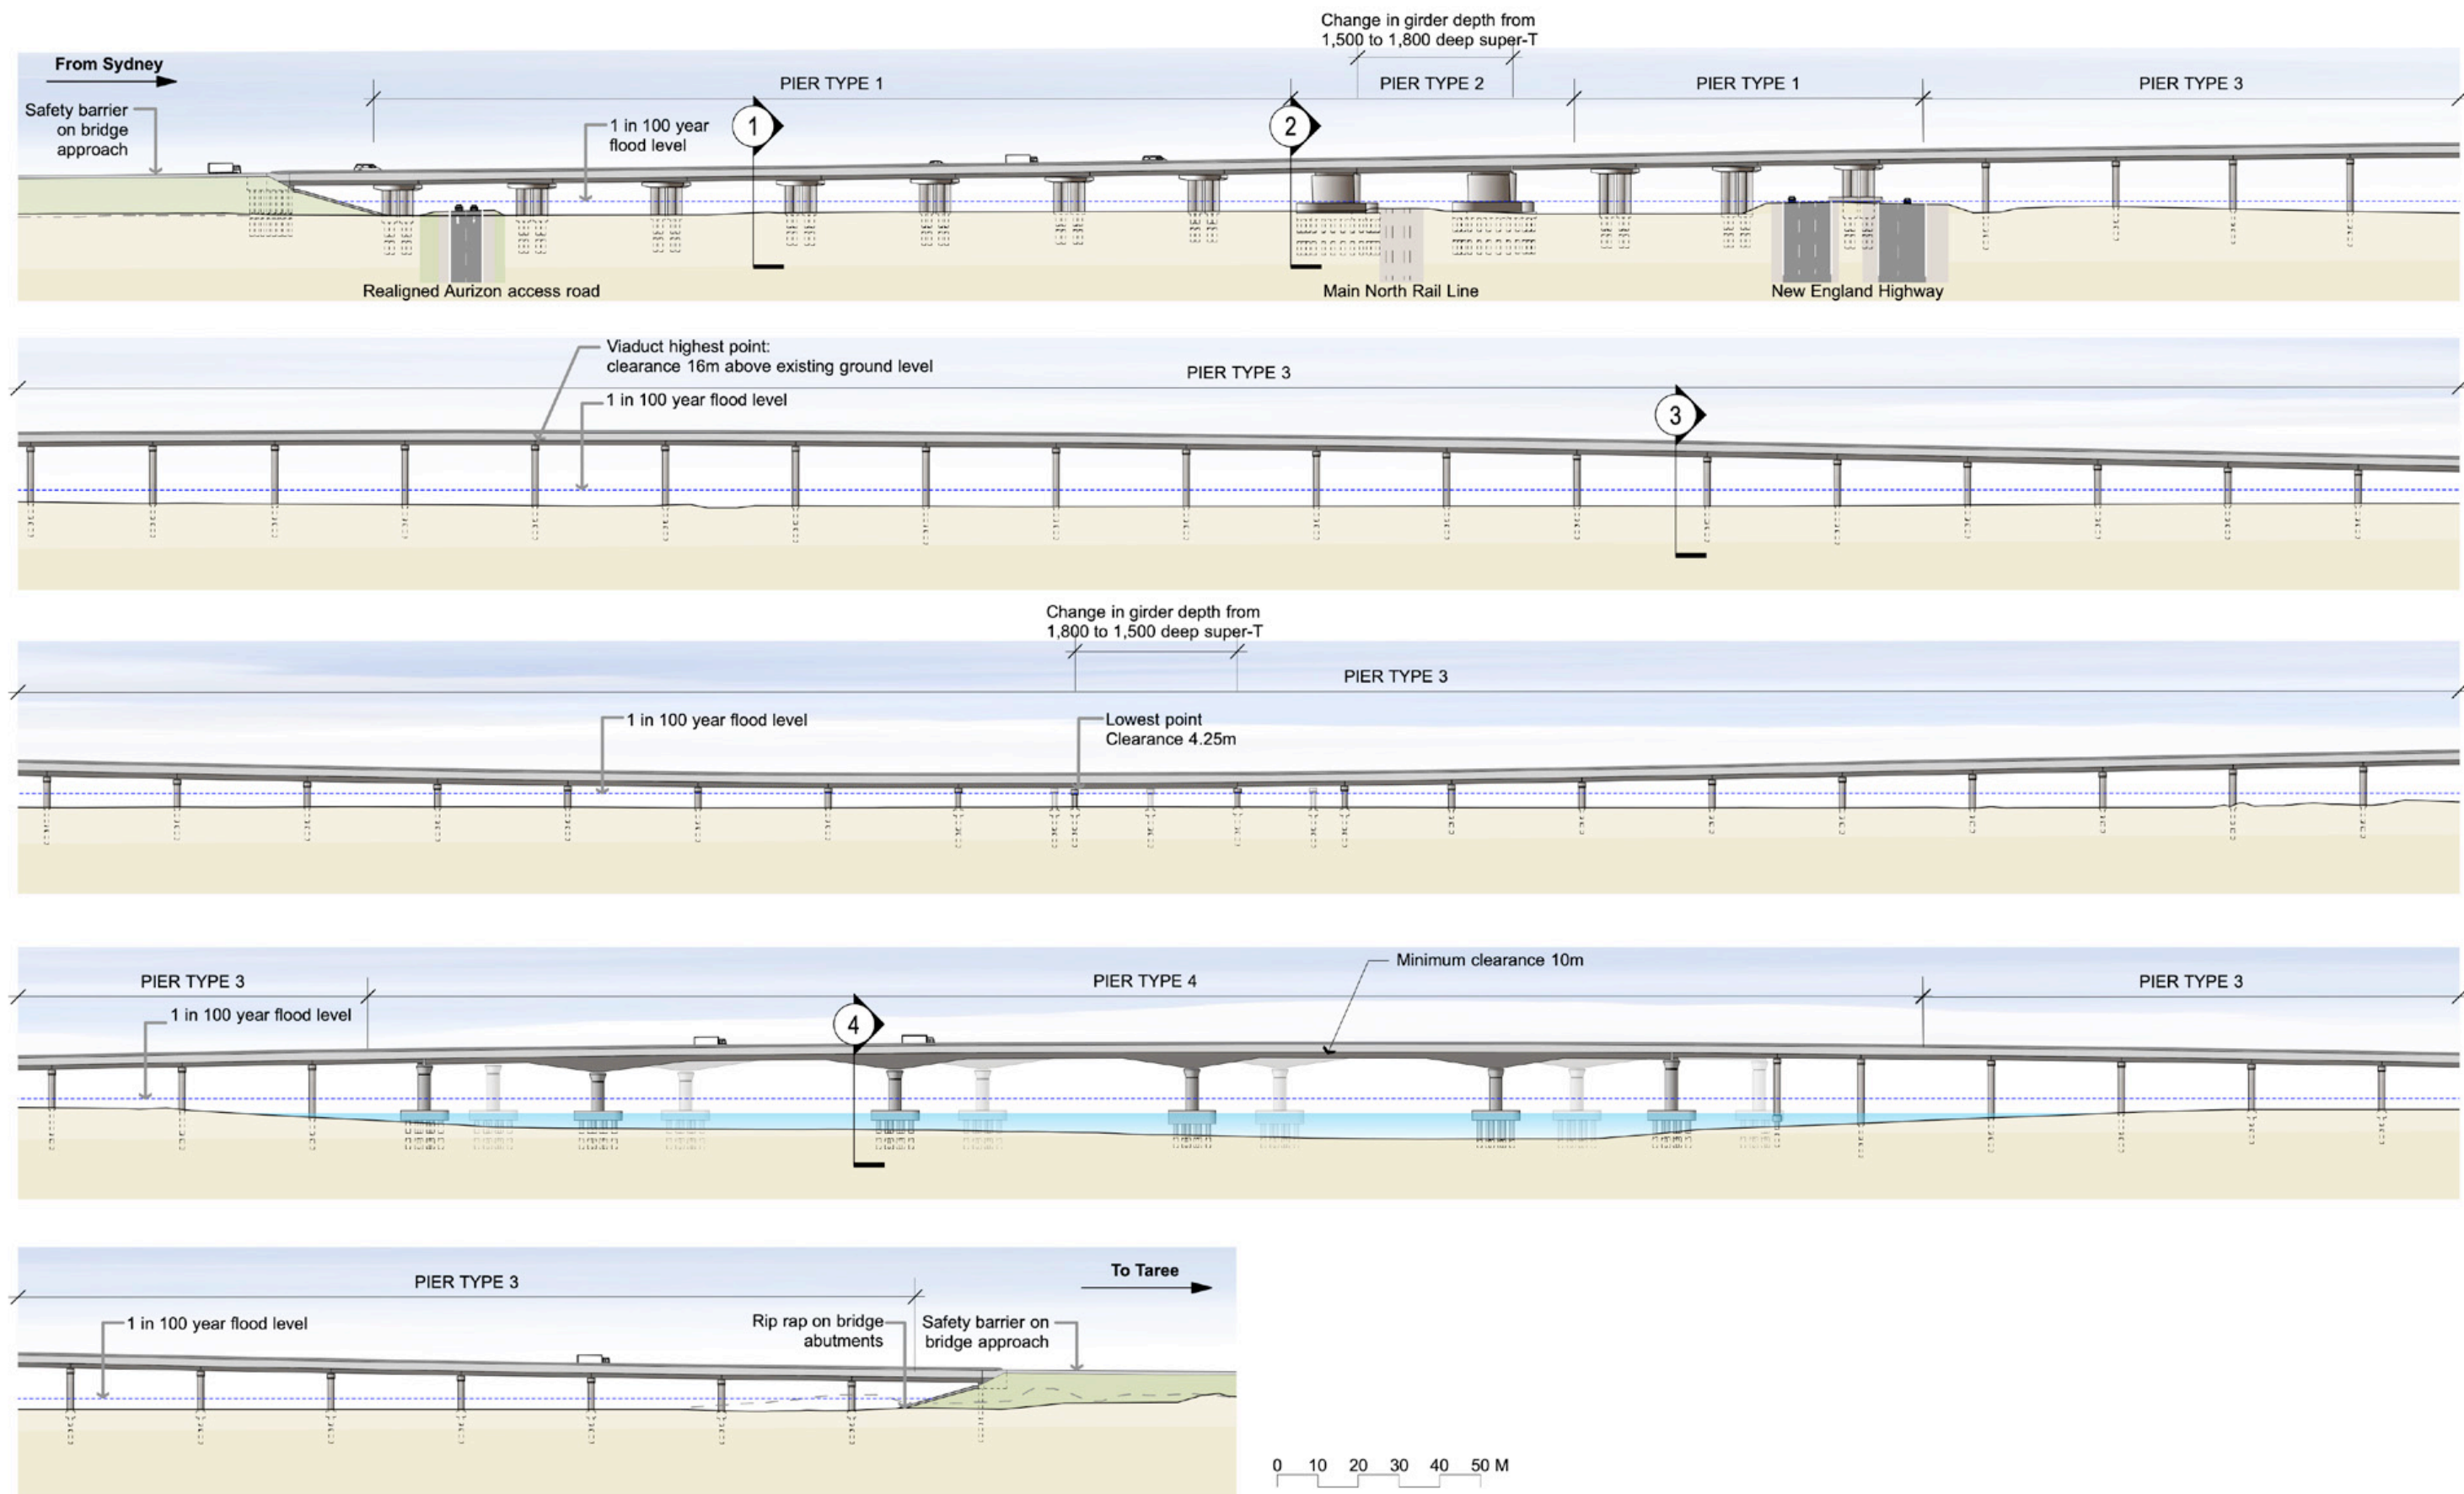 Change in girder depth from
1,500 to 1,800 deep super-T
From Sydney
PIER TYPE 1
PIER TYPE 2
PIER TYPE 1
PIER TYPE 3
Safety barrier
on bridge
approach
1 in 100 year
flood level
1
2
Realigned Aurizon access road
Main North Rail Line
New England Highway
Viaduct highest point:
clearance 16m above existing ground level
PIER TYPE 3
1 in 100 year flood level
3
Change in girder depth from
1,800 to 1,500 deep super-T
PIER TYPE 3
1 in 100 year flood level
Lowest point
Clearance 4.25m
Minimum clearance 10m
PIER TYPE 3
PIER TYPE 4
PIER TYPE 3
1 in 100 year flood level
4
To Taree
PIER TYPE 3
1 in 100 year flood level
Rip rap on bridge
abutments
Safety barrier on
bridge approach
0 10 20 30 40 50 M